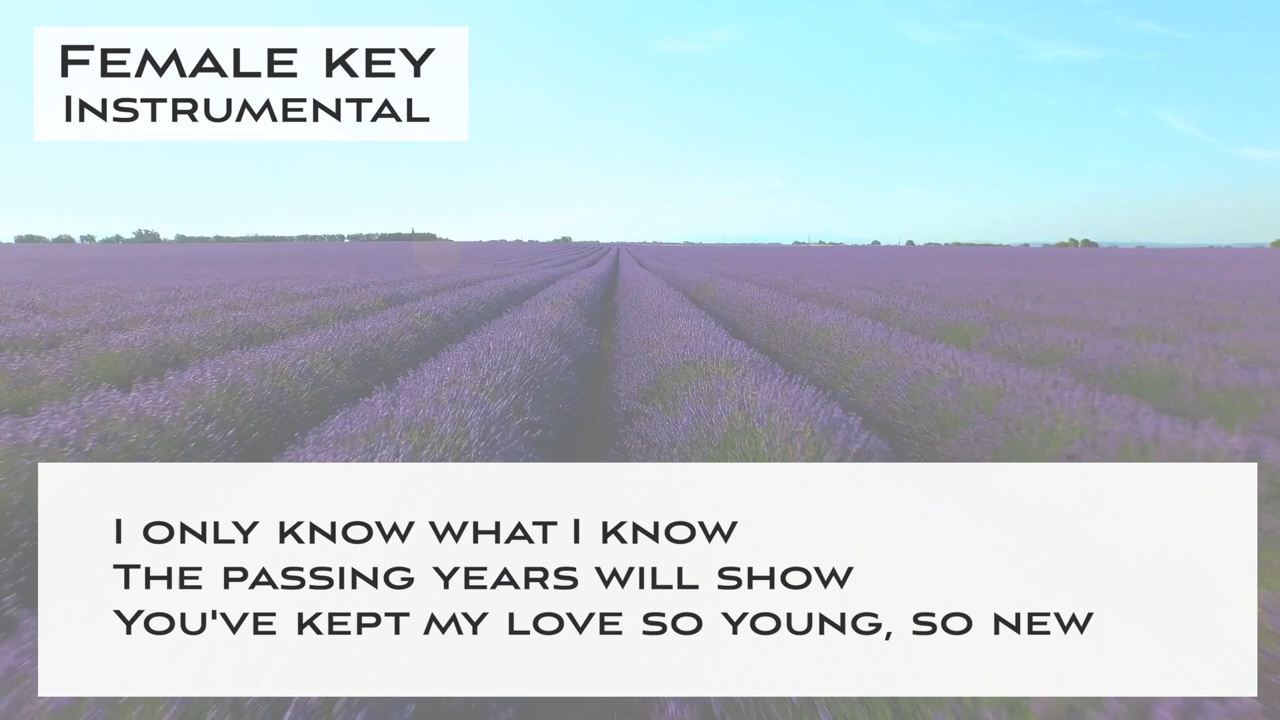 Female key
Instrumental
I only know what I know
The passing years will show
You've kept my love so young, so new